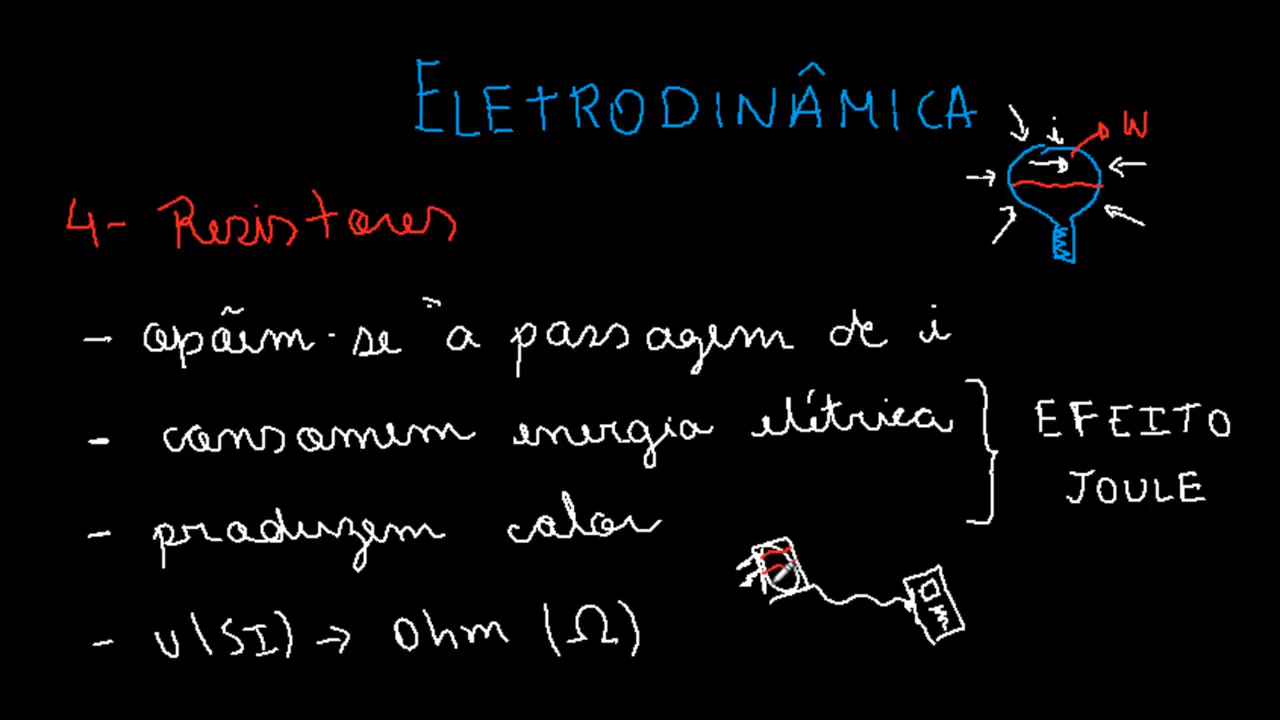 ELETRODINÂMICA
i
W
4- Resistores
- opõem-se à passagem de i
- consomem energia elétrica
- produzem calor
EFEITO
JOULE
- U(SI) → Ohm (Ω)